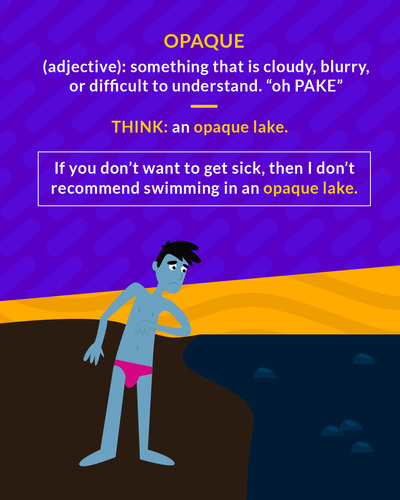 OPAQUE
(adjective): something that is cloudy, blurry,
or difficult to understand. “oh PAKE”
THINK: an opaque lake.
If you don’t want to get sick, then I don’t
recommend swimming in an opaque lake.